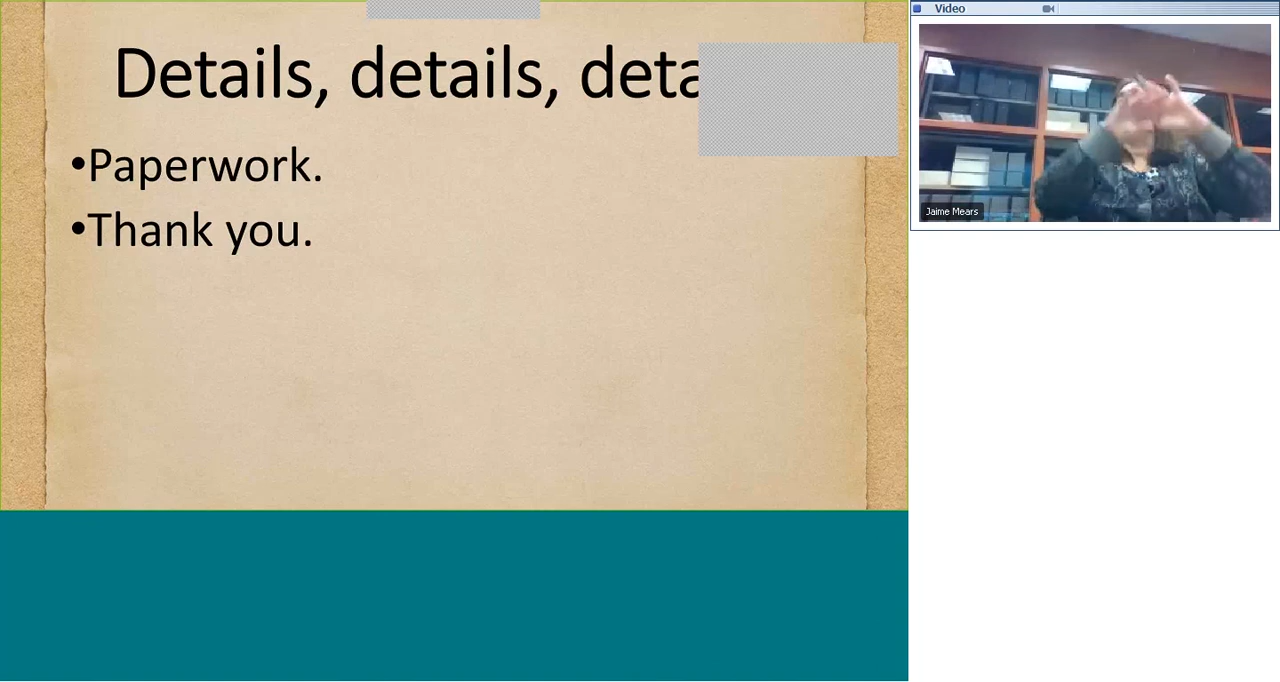 Details, details, deta
•Paperwork.
•Thank you.
Video
Jaime Mears